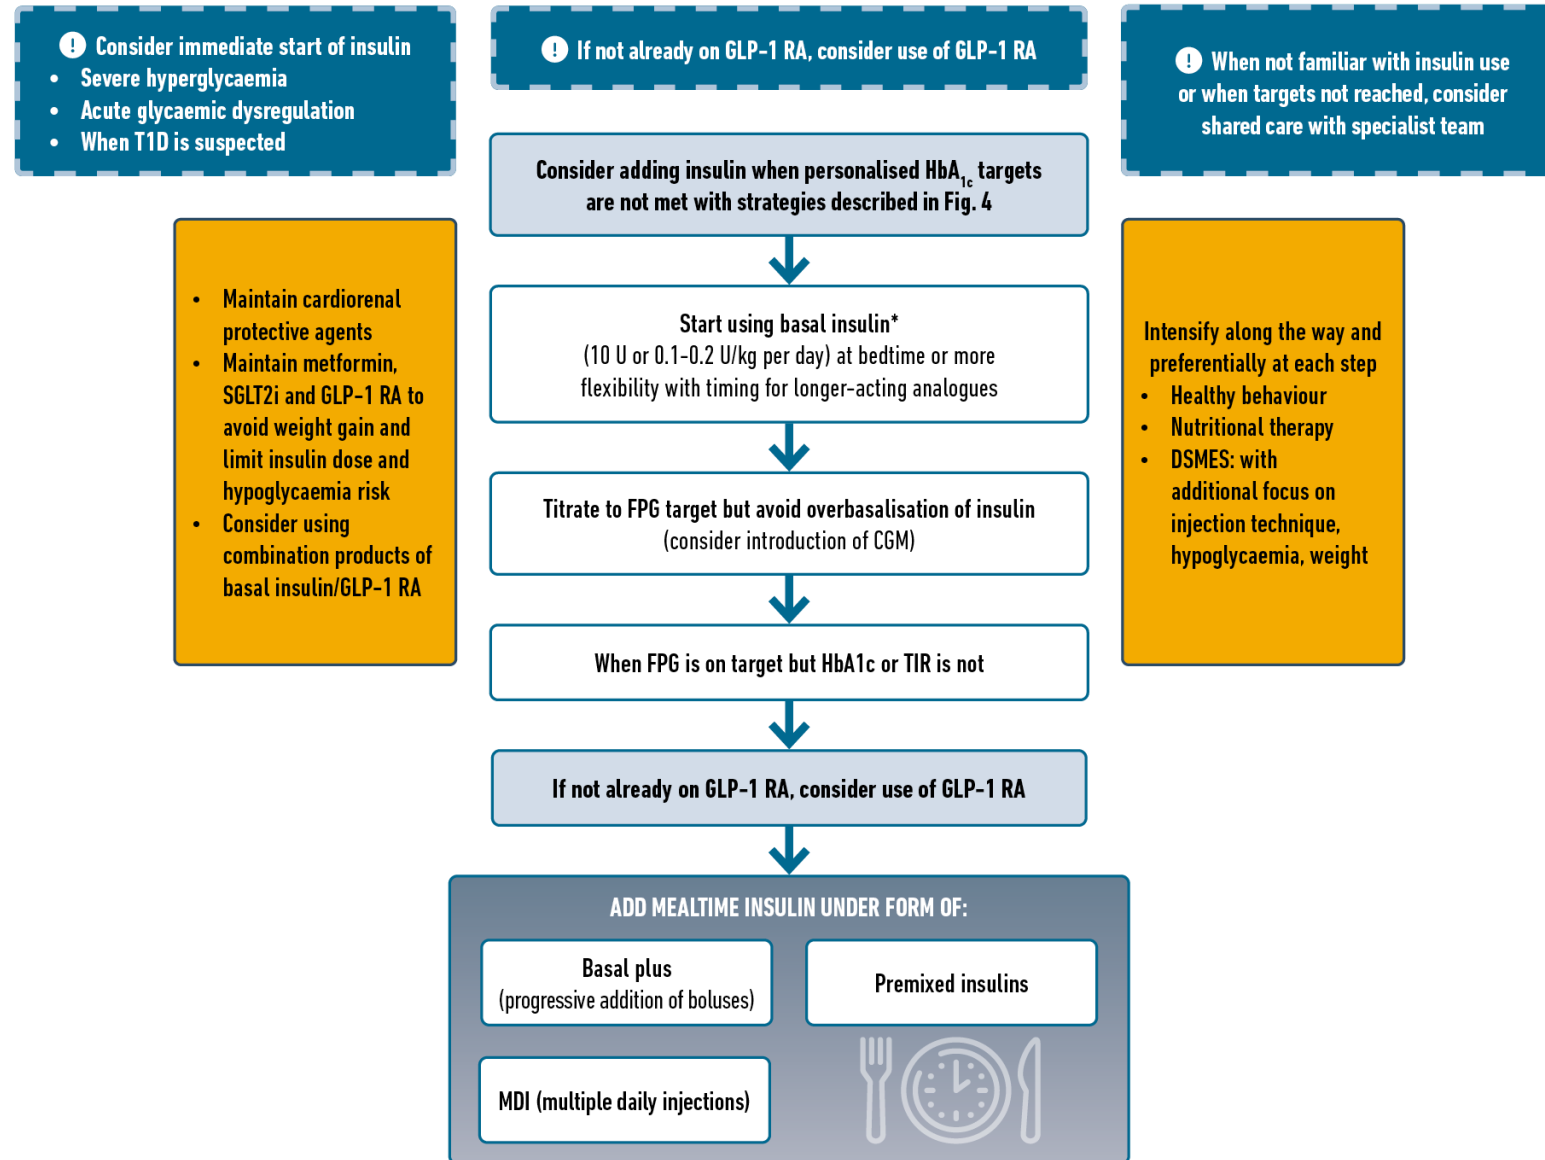 ! Consider immediate start of insulin
• Severe hyperglycaemia
• Acute glycaemic dysregulation
• When T1D is suspected
! If not already on GLP-1 RA, consider use of GLP-1 RA
! When not familiar with insulin use
or when targets not reached, consider
shared care with specialist team
Consider adding insulin when personalised HbA1c targets
are not met with strategies described in Fig. 4
• Maintain cardiorenal
protective agents
• Maintain metformin,
SGLT2i and GLP-1 RA to
avoid weight gain and
limit insulin dose and
hypoglycaemia risk
• Consider using
combination products of
basal insulin/GLP-1 RA
Start using basal insulin*
(10 U or 0.1-0.2 U/kg per day) at bedtime or more
flexibility with timing for longer-acting analogues
Titrate to FPG target but avoid overbasalisation of insulin
(consider introduction of CGM)
When FPG is on target but HbA1c or TIR is not
If not already on GLP-1 RA, consider use of GLP-1 RA
Intensify along the way and
preferentially at each step
• Healthy behaviour
• Nutritional therapy
• DSMES: with
additional focus on
injection technique,
hypoglycaemia, weight
ADD MEALTIME INSULIN UNDER FORM OF:
Basal plus
(progressive addition of boluses)
Premixed insulins
MDI (multiple daily injections)